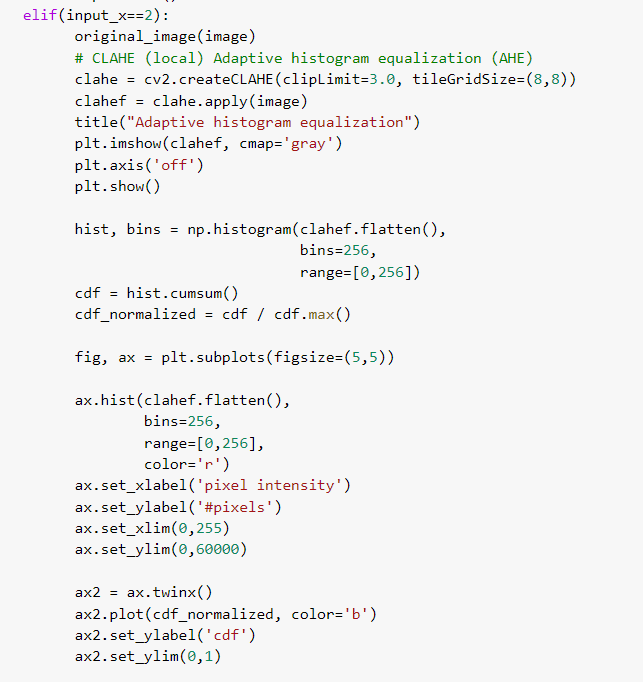 elif(input_x==2):
original_image(image)
# CLAHE (local) Adaptive histogram equalization (AHE)
clahe = cv2.createCLAHE(clipLimit=3.0, tileGridSize=(8,8))
clahef = clahe.apply(image)
title("Adaptive histogram equalization")
plt.imshow(clahef, cmap='gray')
plt.axis('off')
plt.show()
hist, bins = np.histogram(clahef.flatten(),
bins=256,
range=[0,256])
cdf = hist.cumsum()
cdf_normalized = cdf / cdf.max()
fig, ax = plt.subplots(figsize=(5,5))
ax.hist(clahef.flatten(),
bins=256,
range=[0,256],
color='r')
ax.set_xlabel('pixel intensity')
ax.set_ylabel('#pixels')
ax.set_xlim(0,255)
ax.set_ylim(0,60000)
ax2 = ax.twinx()
ax2.plot(cdf_normalized, color='b')
ax2.set_ylabel('cdf')
ax2.set_ylim(0,1)